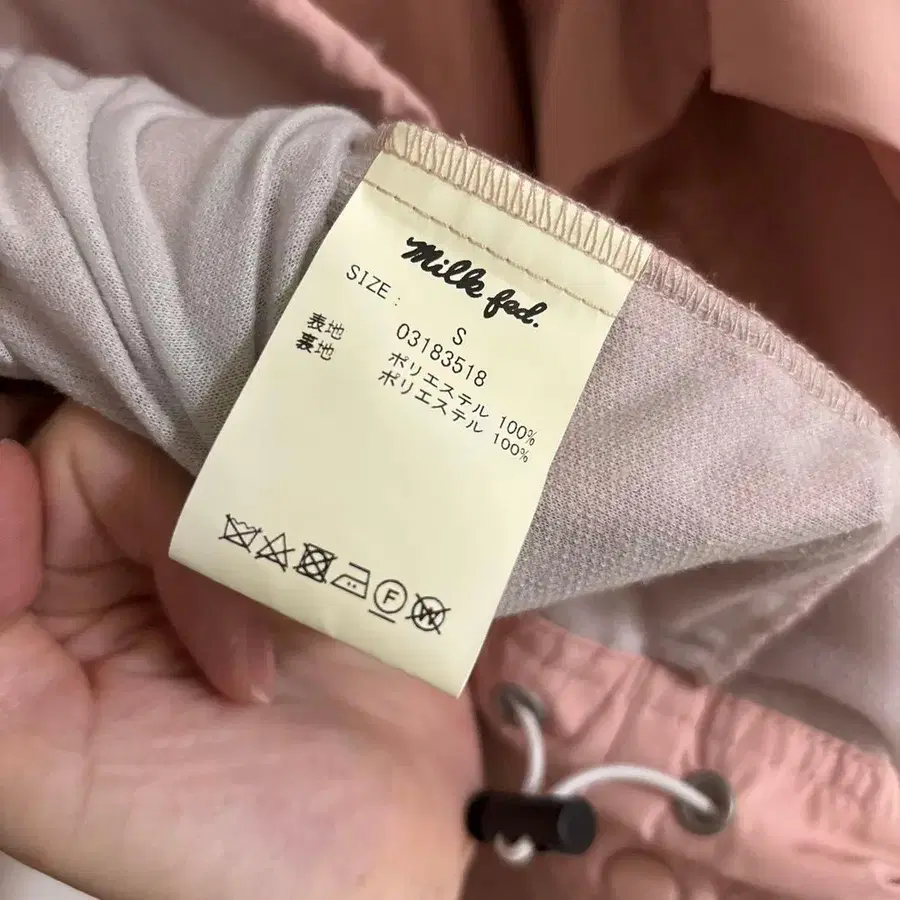 Milk fed.
SIZE : S
03183518
表地 ポリエステル 100%
裏地 ポリエステル 100%
F W